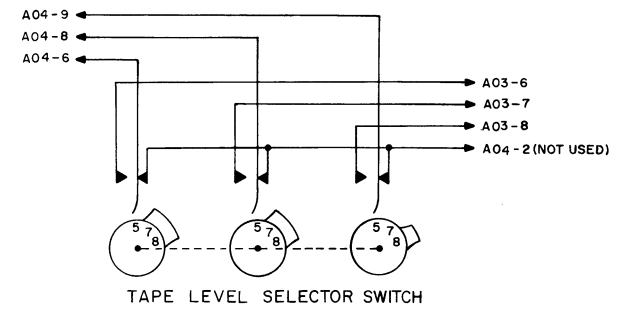 A04-9
A04-8
A04-6
A03-6
A03-7
A03-8
A04-2 (NOT USED)
5 7 8
5 7 8
5 7 8
TAPE LEVEL SELECTOR SWITCH